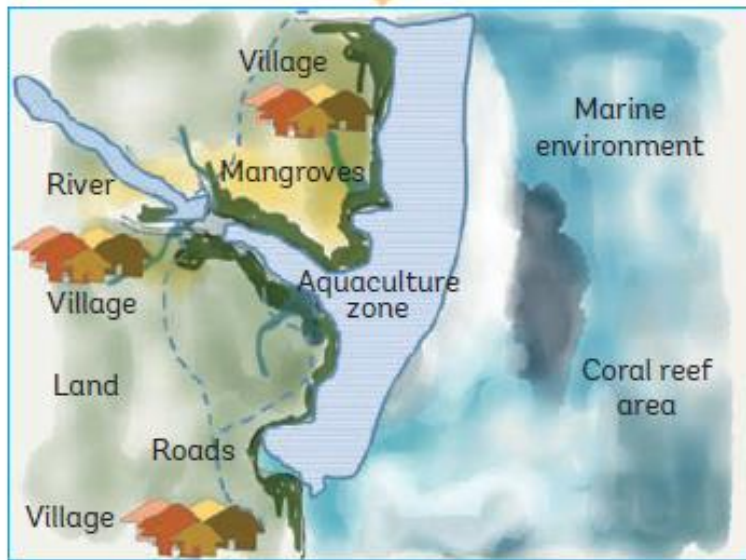 Village
Marine
environment
River
Mangroves
Village
Aquaculture
zone
Land
Coral reef
area
Roads
Village